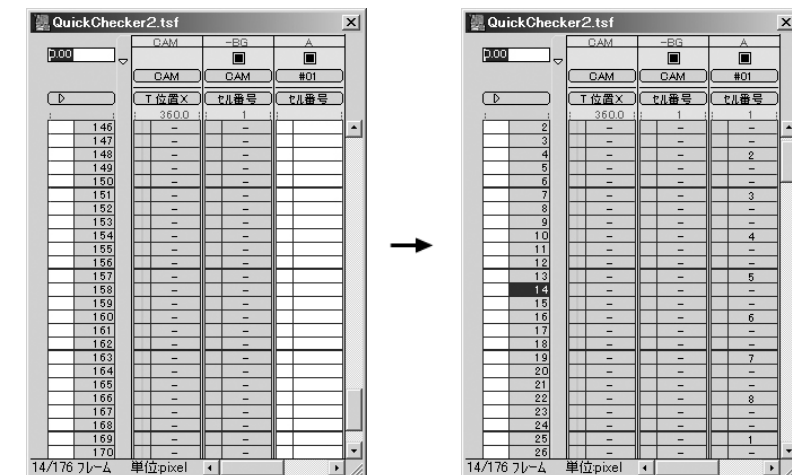 QuickChecker2.tsf
0.00
CAM -BG A
CAM CAM #01
T位置X セル番号 セル番号
360.0 1
146 – –
147 – –
148 – –
149 – –
150 – –
151 – –
152 – –
153 – –
154 – –
155 – –
156 – –
157 – –
158 – –
159 – –
160 – –
161 – –
162 – –
163 – –
164 – –
165 – –
166 – –
167 – –
168 – –
169 – –
170 – –
14/176 フレーム 単位:pixel
→
QuickChecker2.tsf
0.00
CAM -BG A
CAM CAM #01
T位置X セル番号 セル番号
360.0 1 1
2 – – –
3 – – –
4 – – 2
5 – – –
6 – – –
7 – – 3
8 – – –
9 – – –
10 – – 4
11 – – –
12 – – –
13 – – 5
14 – – –
15 – – –
16 – – 6
17 – – –
18 – – –
19 – – 7
20 – – –
21 – – –
22 – – 8
23 – – –
24 – – –
25 – – 1
26 – – –
14/176 フレーム 単位:pixel